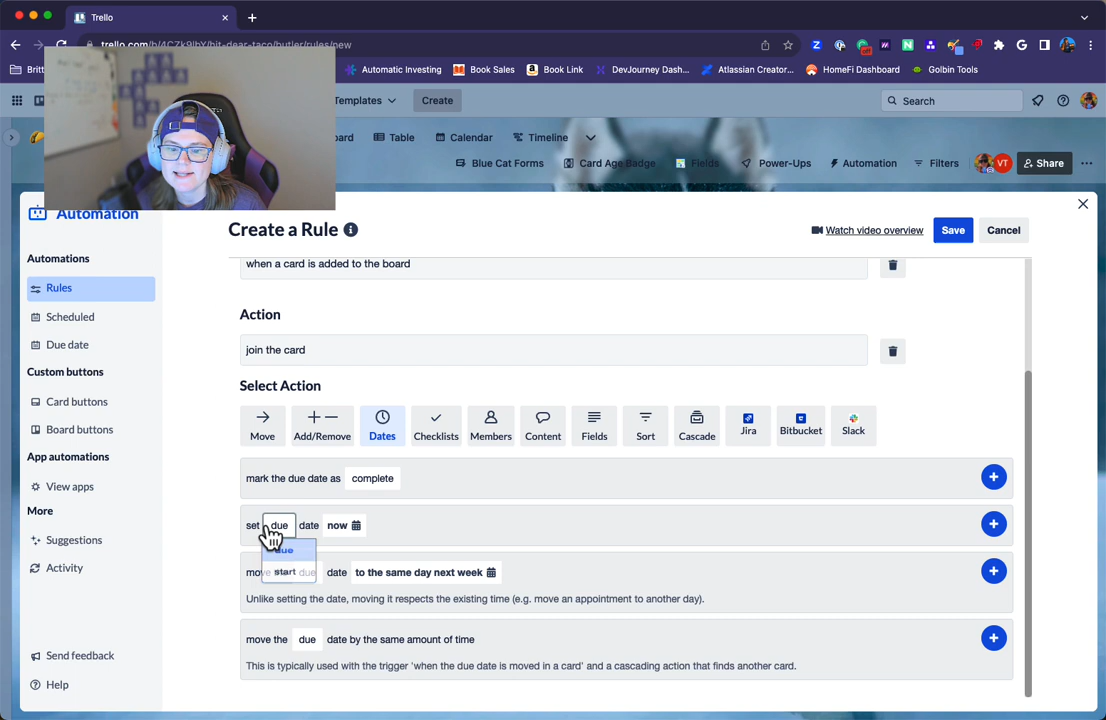 Trello
trello.com/b/4CZk9lbY/bit-dear-taco/butler/rules/new
Automatic Investing
Book Sales
Book Link
DevJourney Dash...
Atlassian Creator...
HomeFi Dashboard
Golbin Tools
Templates
Create
Search
Table
Calendar
Timeline
Blue Cat Forms
Card Age Badge
Fields
Power-Ups
Automation
Filters
VT
Share
Automation
Automations
Rules
Scheduled
Due date
Custom buttons
Card buttons
Board buttons
App automations
View apps
More
Suggestions
Activity
Send feedback
Help
Create a Rule
Watch video overview
Save
Cancel
when a card is added to the board
Action
join the card
Select Action
Move
Add/Remove
Dates
Checklists
Members
Content
Fields
Sort
Cascade
Jira
Bitbucket
Slack
mark the due date as complete
set due date now
due
start
due date to the same day next week
Unlike setting the date, moving it respects the existing time (e.g. move an appointment to another day).
move the due date by the same amount of time
This is typically used with the trigger 'when the due date is moved in a card' and a cascading action that finds another card.